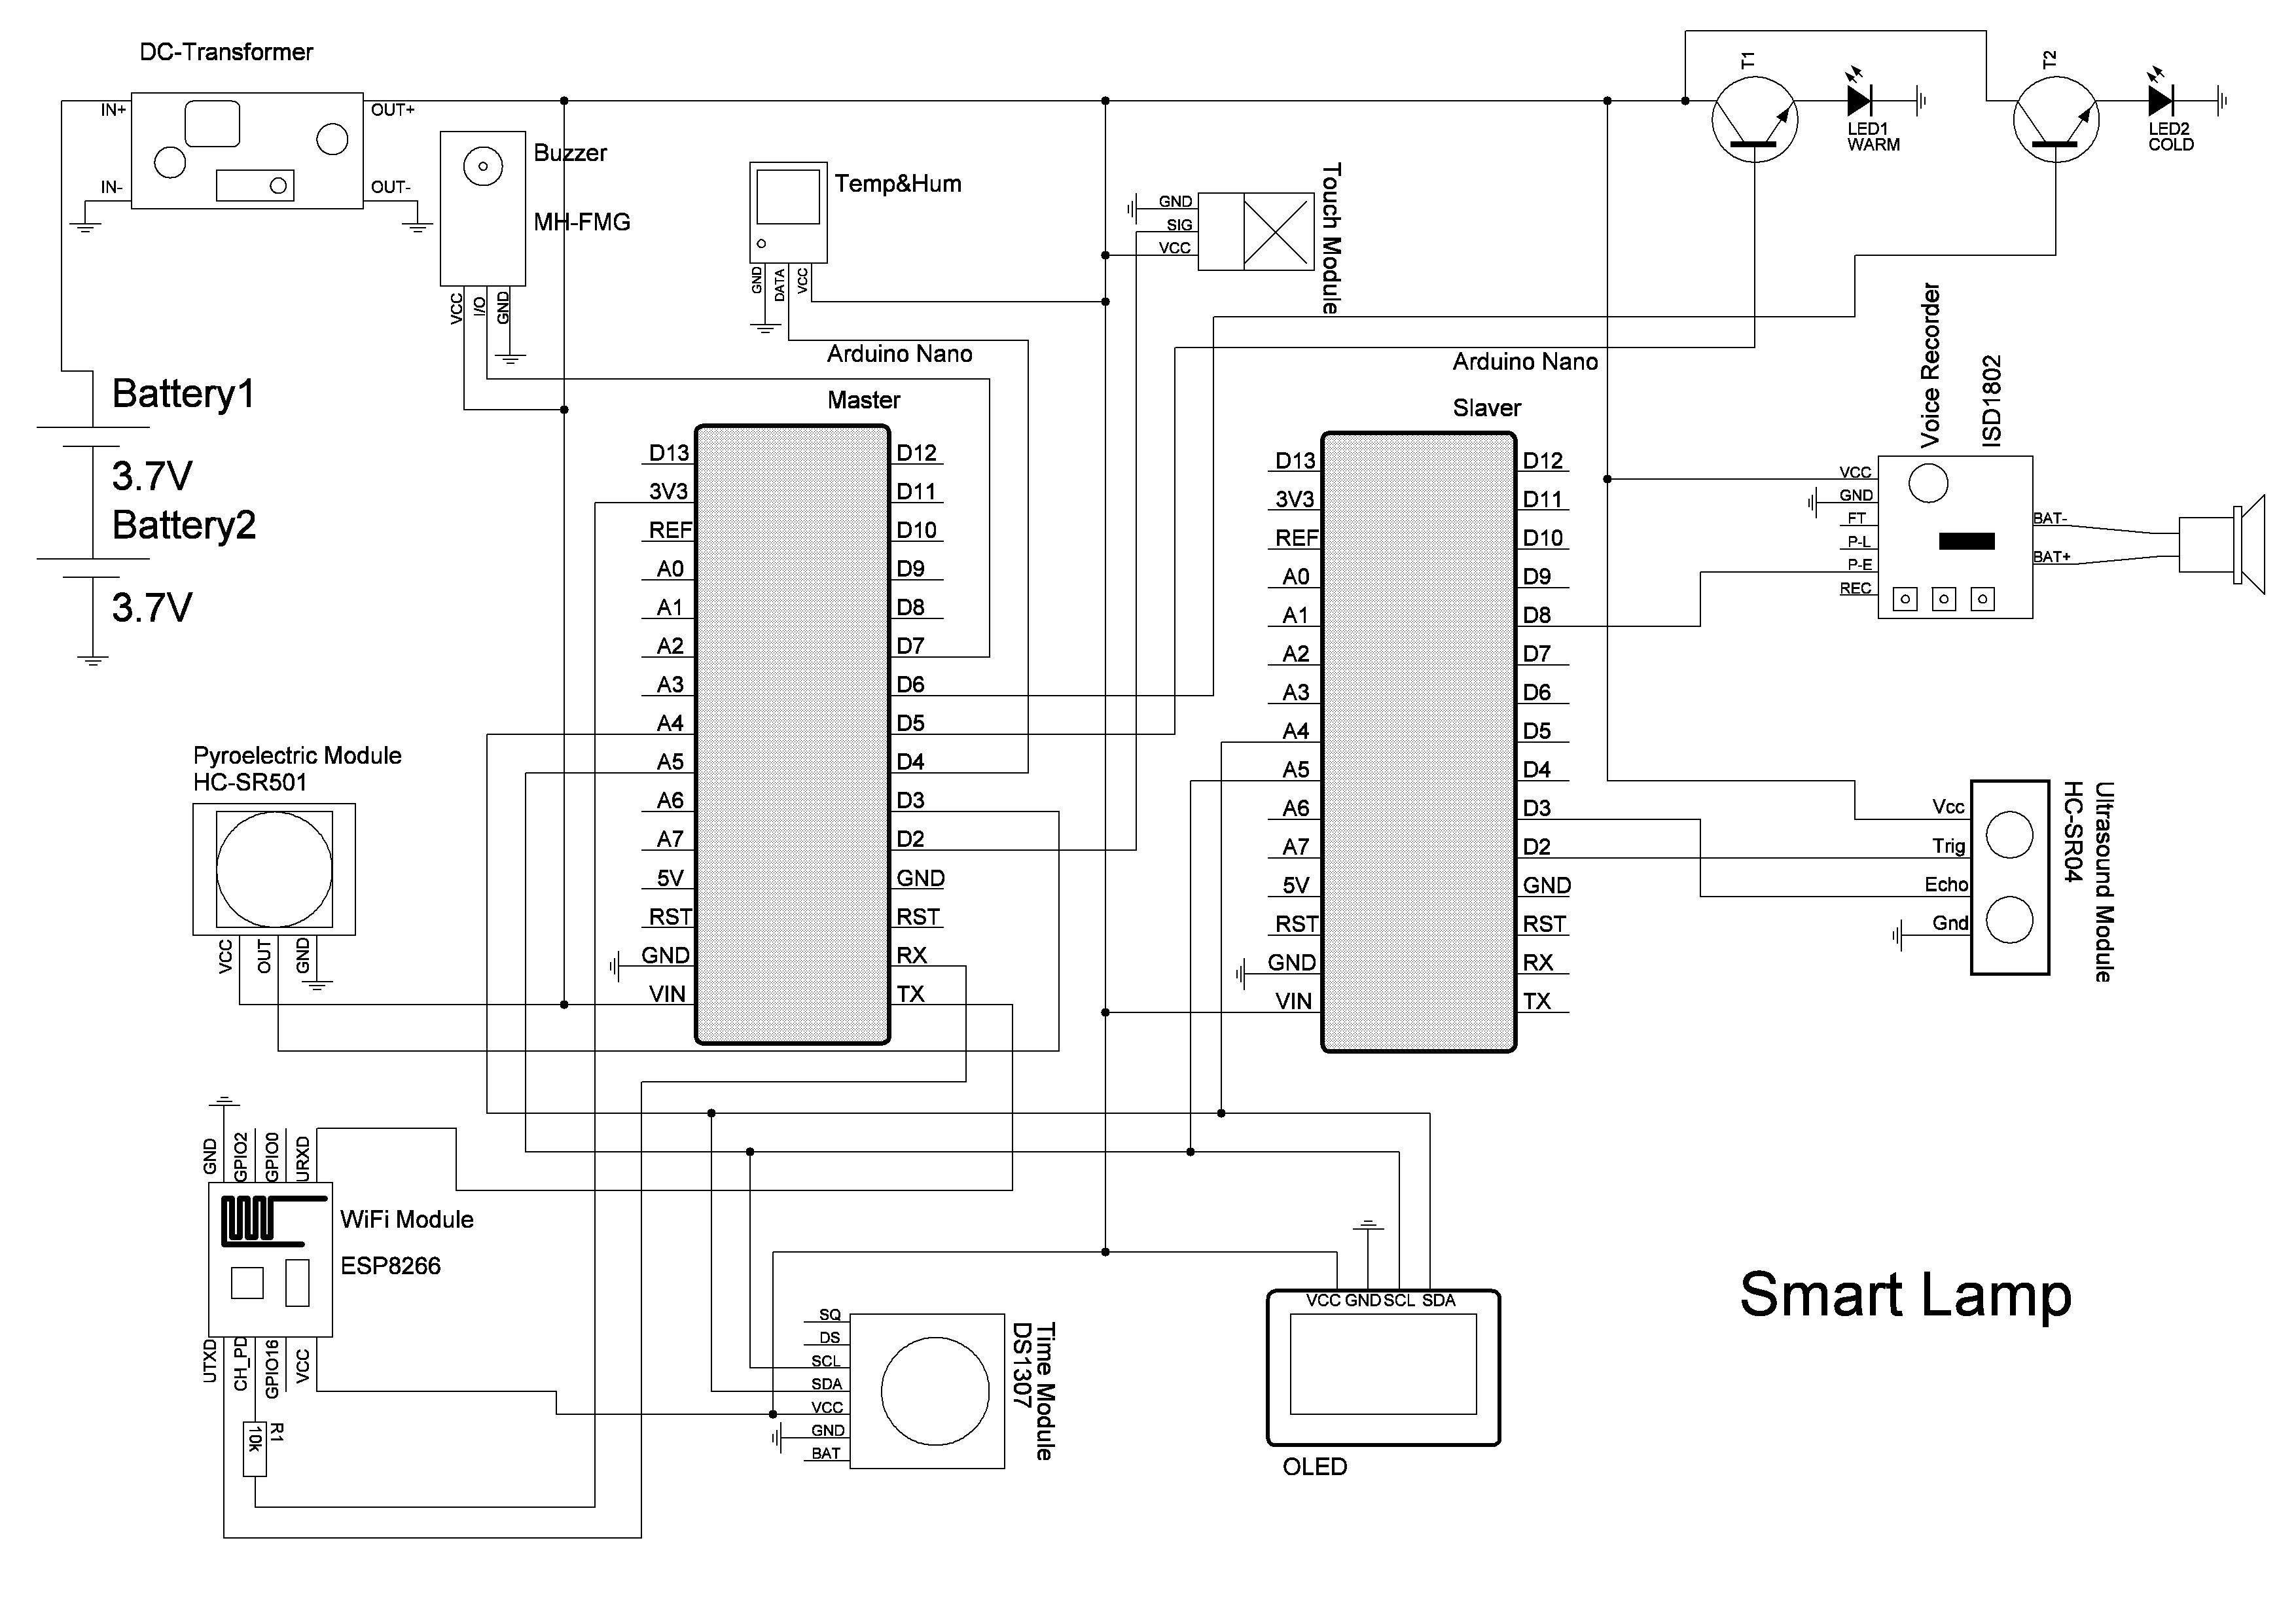 DC-Transformer
IN+
OUT+
IN-
OUT-
Buzzer
MH-FMG
VCC
I/O
GND
Temp&Hum
GND
DATA
VCC
Touch Module
GND
SIG
VCC
T1
LED1
WARM
T2
LED2
COLD
Battery1
3.7V
Battery2
3.7V
Arduino Nano
Master
D13
3V3
REF
A0
A1
A2
A3
A4
A5
A6
A7
5V
RST
GND
VIN
D12
D11
D10
D9
D8
D7
D6
D5
D4
D3
D2
GND
RST
RX
TX
Arduino Nano
Slaver
D13
3V3
REF
A0
A1
A2
A3
A4
A5
A6
A7
5V
RST
GND
VIN
D12
D11
D10
D9
D8
D7
D6
D5
D4
D3
D2
GND
RST
RX
TX
Voice Recorder
ISD1802
VCC
GND
FT
P-L
P-E
REC
BAT-
BAT+
Ultrasound Module
HC-SR04
Vcc
Trig
Echo
Gnd
Pyroelectric Module
HC-SR501
VCC
OUT
GND
GND
GPIO2
GPIO0
URXD
WiFi Module
ESP8266
UTXD
CH_PD
GPIO16
VCC
R1
10k
SQ
DS
SCL
SDA
VCC
GND
BAT
Time Module
DS1307
VCC GND SCL SDA
OLED
Smart Lamp